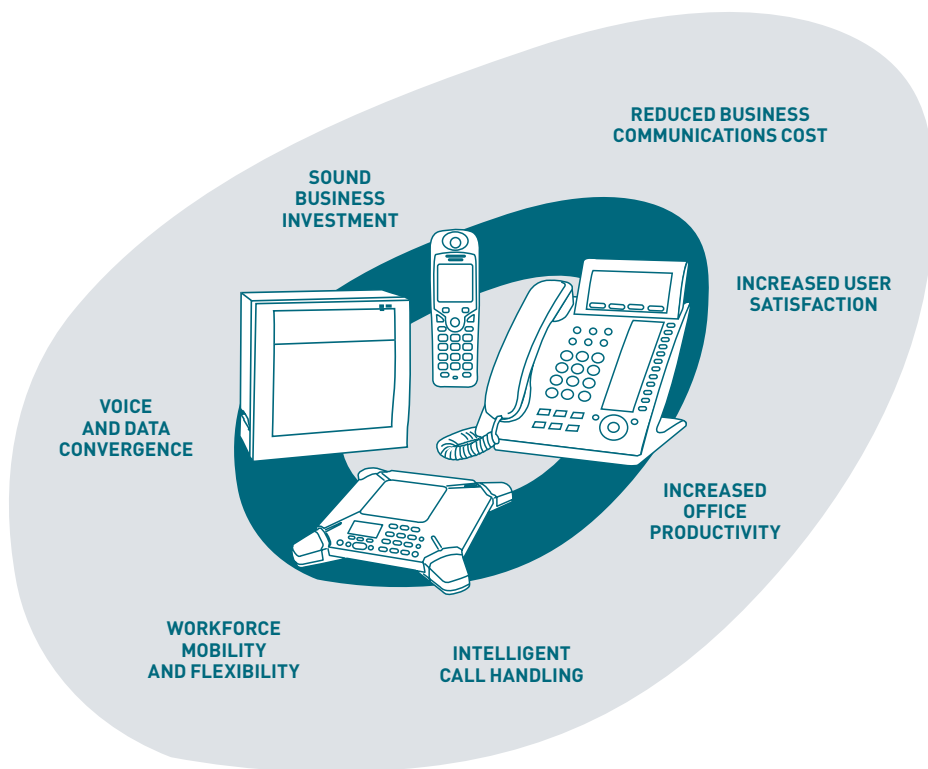 REDUCED BUSINESS
COMMUNICATIONS COST
SOUND
BUSINESS
INVESTMENT
INCREASED USER
SATISFACTION
VOICE
AND DATA
CONVERGENCE
INCREASED
OFFICE
PRODUCTIVITY
WORKFORCE
MOBILITY
AND FLEXIBILITY
INTELLIGENT
CALL HANDLING